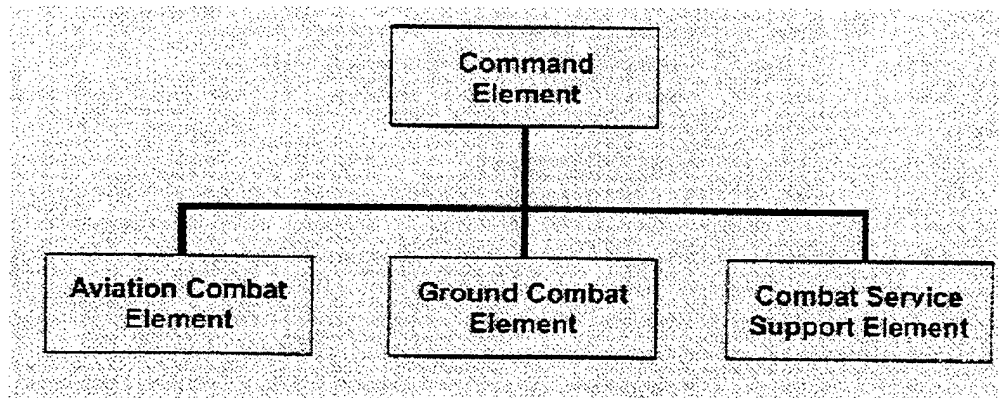 Command
Element
Aviation Combat
Element
Ground Combat
Element
Combat Service
Support Element